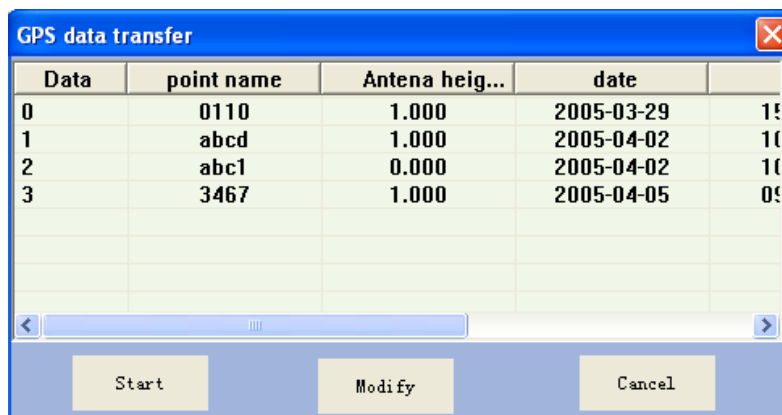 GPS data transfer
Data point name Antena heig... date
0 0110 1.000 2005-03-29
1 abcd 1.000 2005-04-02
2 abc1 0.000 2005-04-02
3 3467 1.000 2005-04-05
Start Modify Cancel